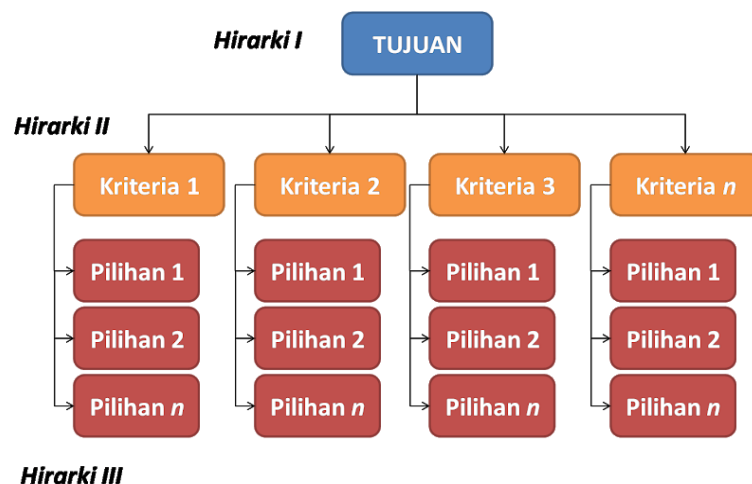 Hirarki I
TUJUAN
Hirarki II
Kriteria 1
Kriteria 2
Kriteria 3
Kriteria n
Pilihan 1
Pilihan 1
Pilihan 1
Pilihan 1
Pilihan 2
Pilihan 2
Pilihan 2
Pilihan 2
Pilihan n
Pilihan n
Pilihan n
Pilihan n
Hirarki III